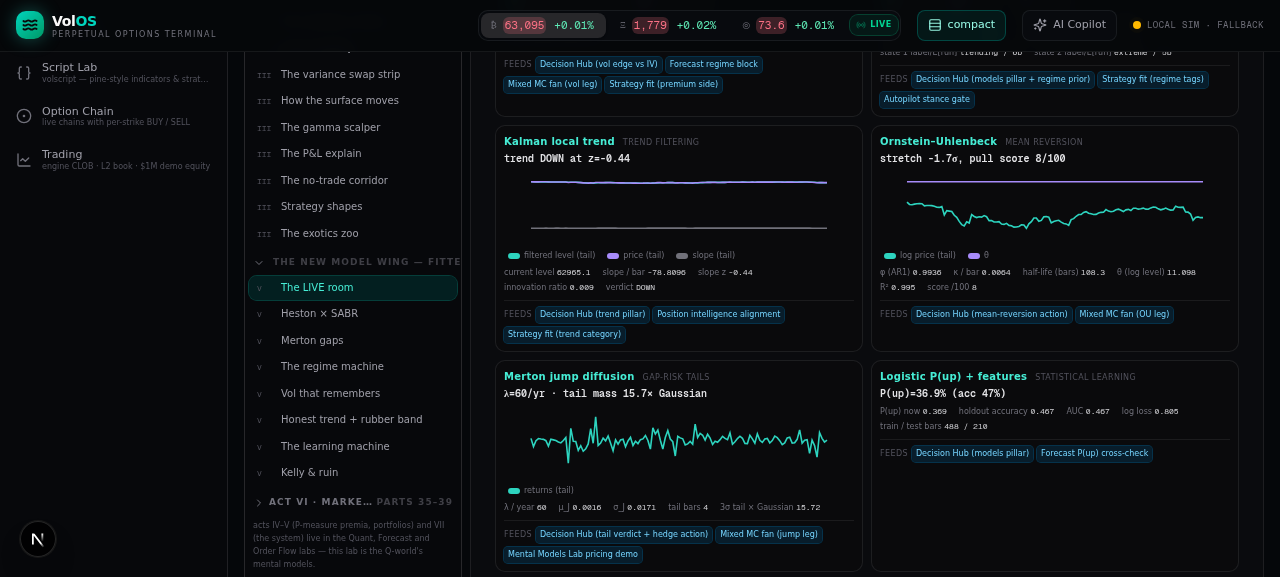 VolOS
PERPETUAL OPTIONS TERMINAL
₿ 63,095 +0.01%
Ξ 1,779 +0.02%
◎ 73.6 +0.01%
LIVE
compact
AI Copilot
LOCAL SIM · FALLBACK
Script Lab
volscript — pine-style indicators & strat…
Option Chain
live chains with per-strike BUY / SELL
Trading
engine CLOB · L2 book · $1M demo equity
III The variance swap strip
III How the surface moves
III The gamma scalper
III The P&L explain
III The no-trade corridor
III Strategy shapes
III The exotics zoo
THE NEW MODEL WING — FITTE
V The LIVE room
V Heston × SABR
V Merton gaps
V The regime machine
V Vol that remembers
V Honest trend + rubber band
V The learning machine
V Kelly & ruin
ACT VI · MARKE… PARTS 35–39
acts IV–V (P-measure premia, portfolios) and VII
(the system) live in the Quant, Forecast and
Order Flow labs — this lab is the Q-world's
mental models.
FEEDS Decision Hub (vol edge vs IV) Forecast regime block
Mixed MC fan (vol leg) Strategy fit (premium side)
FEEDS Decision Hub (models pillar + regime prior) Strategy fit (regime tags)
Autopilot stance gate
Kalman local trend TREND FILTERING
trend DOWN at z=-0.44
filtered level (tail) price (tail) slope (tail)
current level 62965.1 slope / bar -78.8096 slope z -0.44
innovation ratio 0.009 verdict DOWN
FEEDS Decision Hub (trend pillar) Position intelligence alignment
Strategy fit (trend category)
Ornstein–Uhlenbeck MEAN REVERSION
stretch -1.7σ, pull score 8/100
log price (tail) θ
φ (AR1) 0.9936 κ / bar 0.0064 half-life (bars) 108.3 θ (log level) 11.098
R² 0.995 score /100 8
FEEDS Decision Hub (mean-reversion action) Mixed MC fan (OU leg)
Merton jump diffusion GAP-RISK TAILS
λ=60/yr · tail mass 15.7× Gaussian
returns (tail)
λ / year 60 μ_J 0.0016 σ_J 0.0171 tail bars 4 3σ tail × Gaussian 15.72
FEEDS Decision Hub (tail verdict + hedge action) Mixed MC fan (jump leg)
Mental Models Lab pricing demo
Logistic P(up) + features STATISTICAL LEARNING
P(up)=36.9% (acc 47%)
P(up) now 0.369 holdout accuracy 0.467 AUC 0.467 log loss 0.805
train / test bars 488 / 210
FEEDS Decision Hub (models pillar) Forecast P(up) cross-check
N